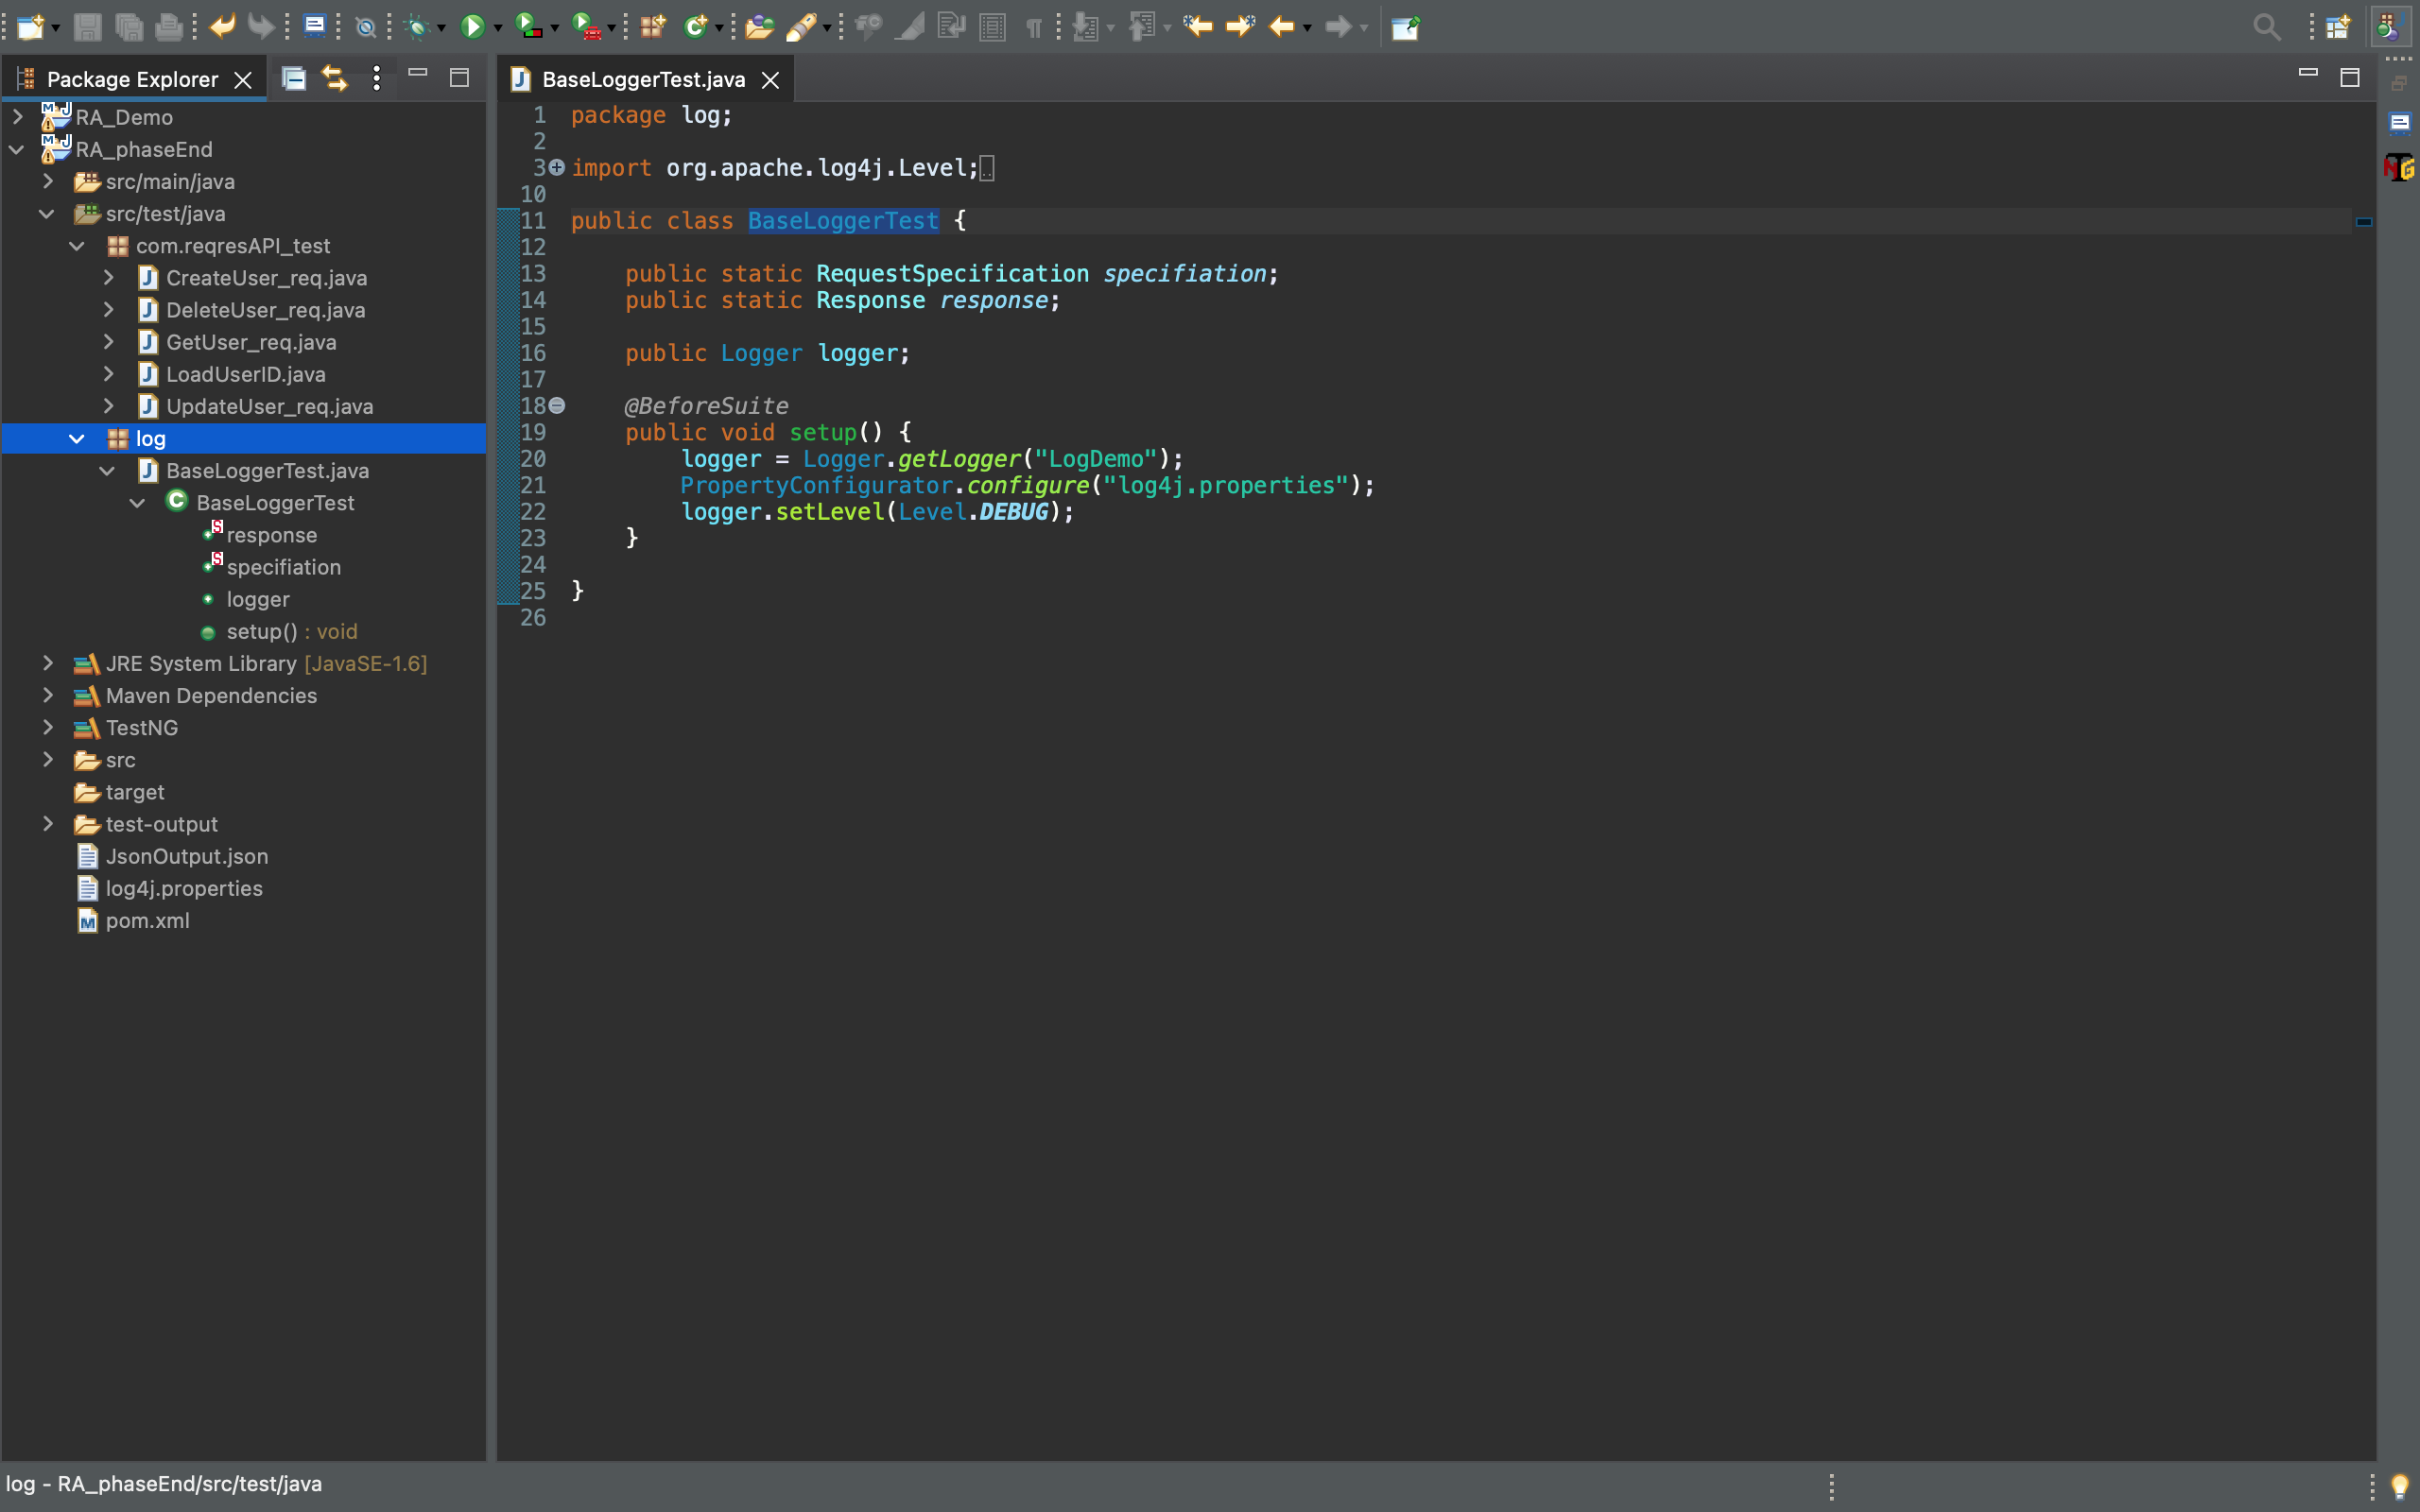 Package Explorer
RA_Demo
RA_phaseEnd
src/main/java
src/test/java
com.reqresAPI_test
CreateUser_req.java
DeleteUser_req.java
GetUser_req.java
LoadUserID.java
UpdateUser_req.java
log
BaseLoggerTest.java
BaseLoggerTest
response
specifiation
logger
setup() : void
JRE System Library [JavaSE-1.6]
Maven Dependencies
TestNG
src
target
test-output
JsonOutput.json
log4j.properties
pom.xml
BaseLoggerTest.java
1 package log;
2
3 import org.apache.log4j.Level;
10
11 public class BaseLoggerTest {
12
13 public static RequestSpecification specifiation;
14 public static Response response;
15
16 public Logger logger;
17
18 @BeforeSuite
19 public void setup() {
20 logger = Logger.getLogger("LogDemo");
21 PropertyConfigurator.configure("log4j.properties");
22 logger.setLevel(Level.DEBUG);
23 }
24
25 }
26
log - RA_phaseEnd/src/test/java